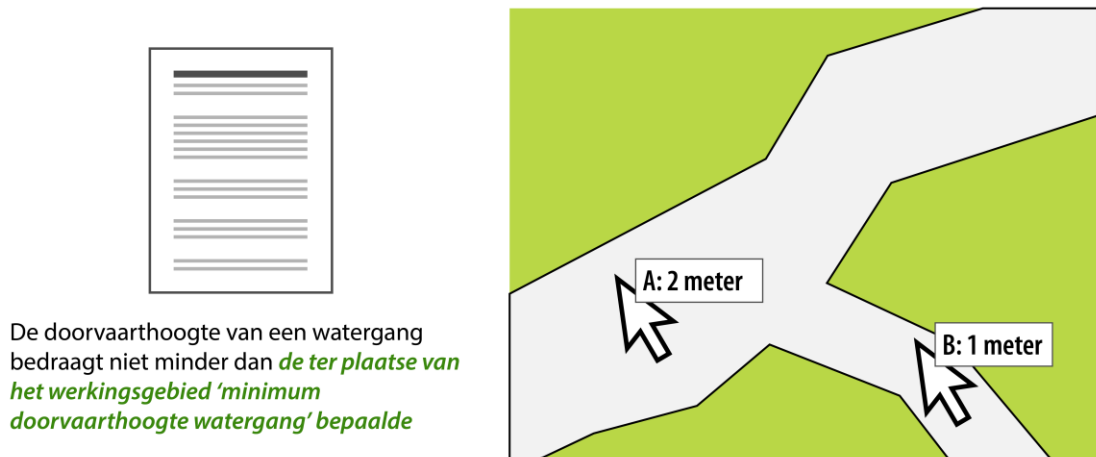 De doorvaarthoogte van een watergang
bedraagt niet minder dan de ter plaatse van
het werkingsgebied ‘minimum
doorvaarthoogte watergang’ bepaalde
A: 2 meter
B: 1 meter